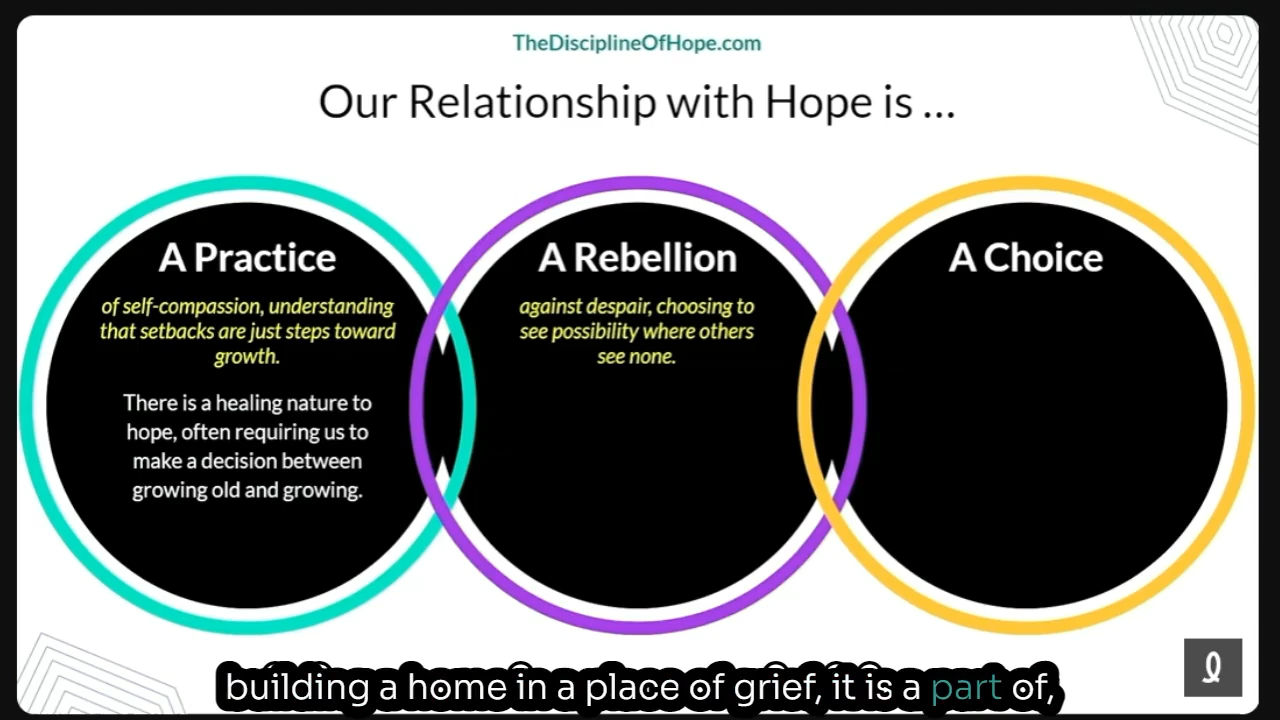 TheDisciplineOfHope.com
Our Relationship with Hope is ...
A Practice
of self-compassion, understanding
that setbacks are just steps toward
growth.
There is a healing nature to
hope, often requiring us to
make a decision between
growing old and growing.
A Rebellion
against despair, choosing to
see possibility where others
see none.
A Choice
building a home in a place of grief, it is a part of,